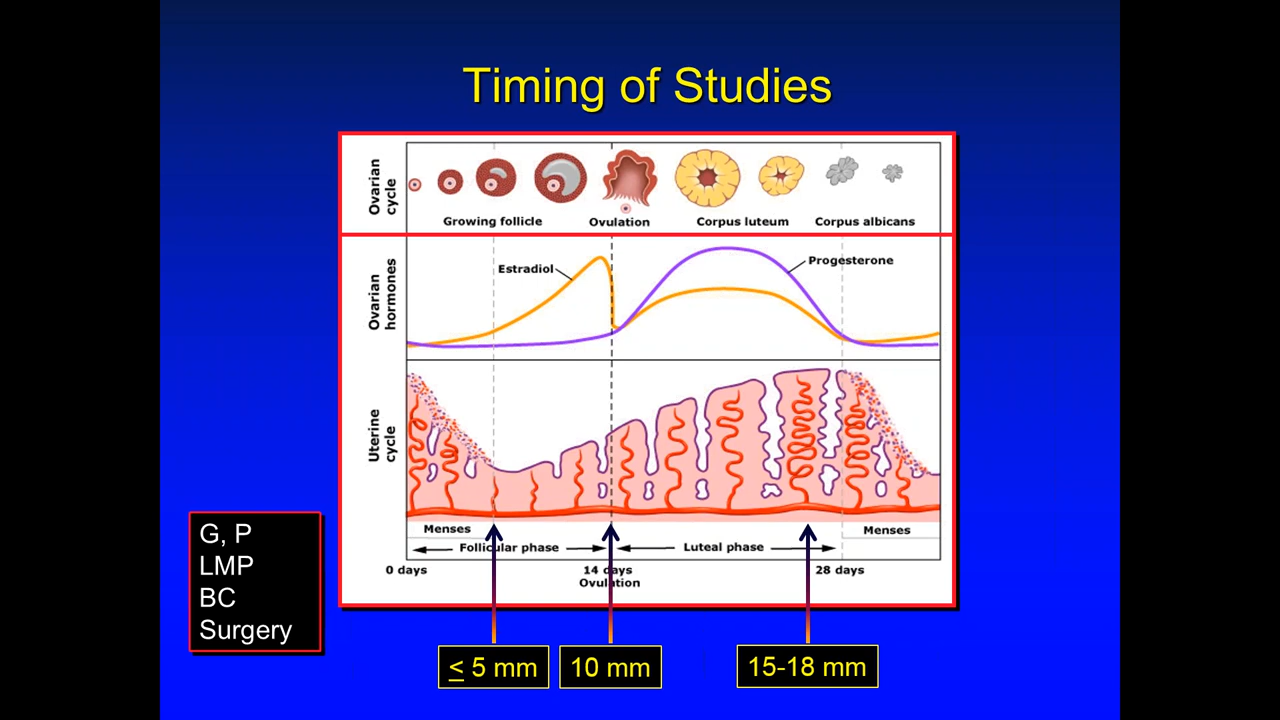 Timing of Studies
Ovarian
cycle
Growing follicle
Ovulation
Corpus luteum
Corpus albicans
Ovarian
hormones
Estradiol
Progesterone
Uterine
cycle
Menses
Menses
Follicular phase
Luteal phase
0 days
14 days
Ovulation
28 days
G, P
LMP
BC
Surgery
≤ 5 mm
10 mm
15-18 mm